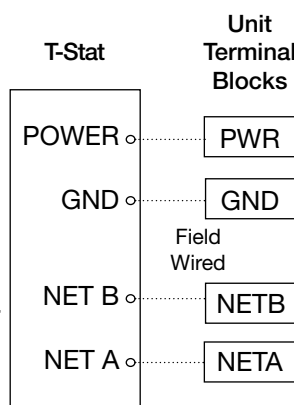 Unit
T-Stat Terminal
Blocks
POWER PWR
GND GND
Field
Wired
NET B NETB
NET A NETA